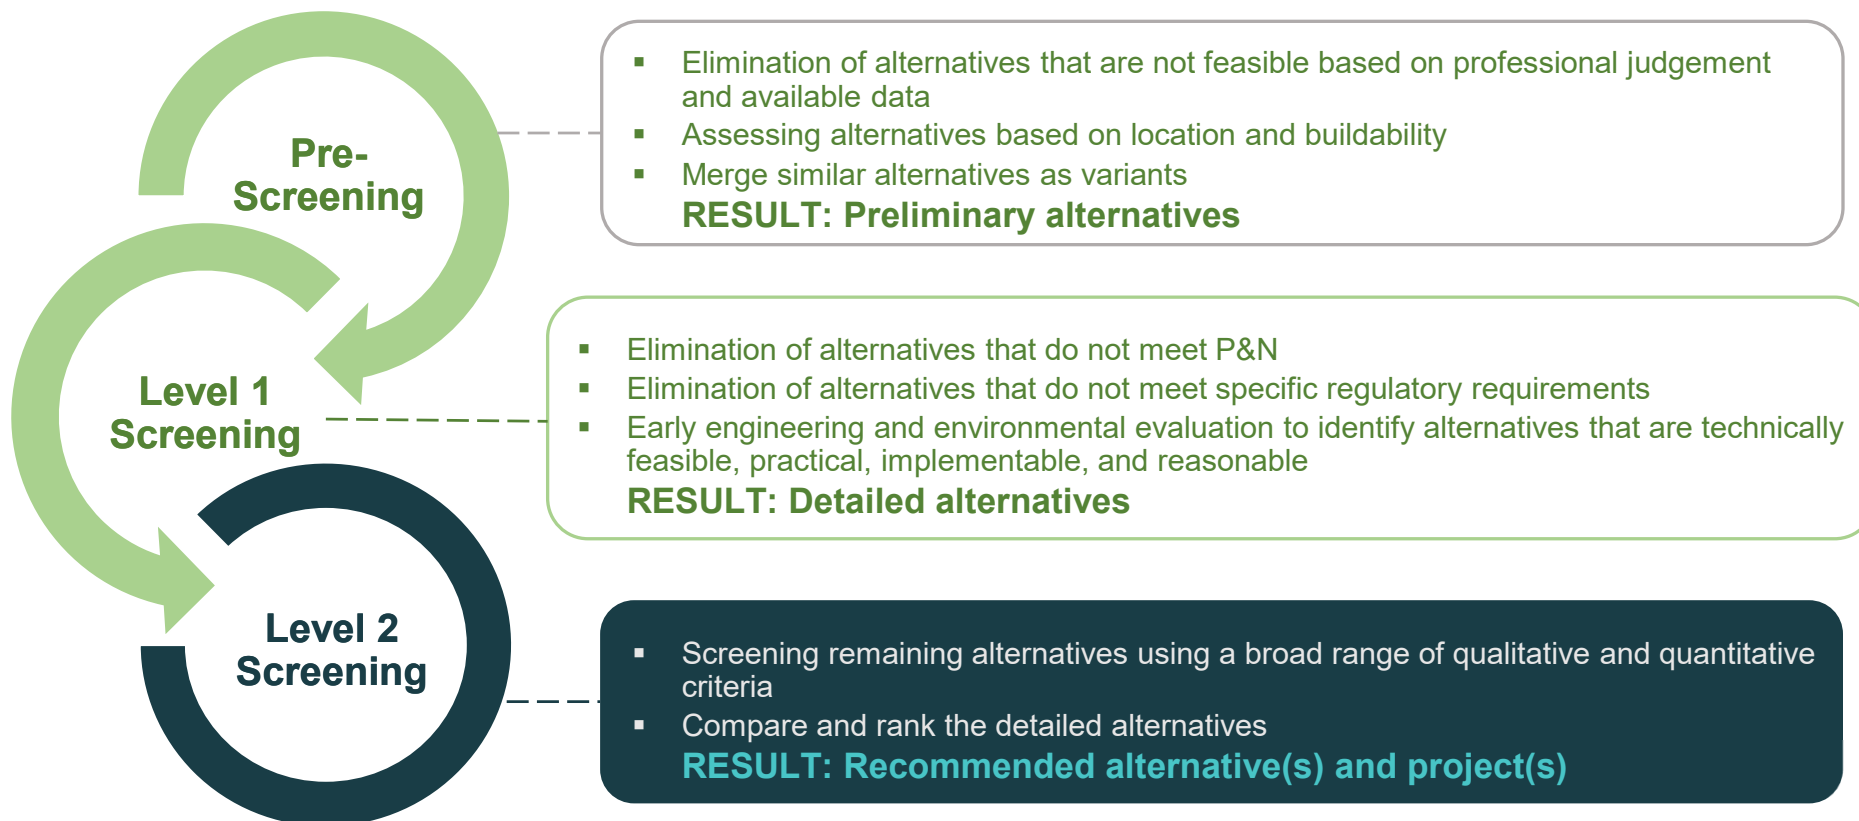 Pre-
Screening
▪ Elimination of alternatives that are not feasible based on professional judgement
and available data
▪ Assessing alternatives based on location and buildability
▪ Merge similar alternatives as variants
RESULT: Preliminary alternatives
Level 1
Screening
▪ Elimination of alternatives that do not meet P&N
▪ Elimination of alternatives that do not meet specific regulatory requirements
▪ Early engineering and environmental evaluation to identify alternatives that are technically
feasible, practical, implementable, and reasonable
RESULT: Detailed alternatives
Level 2
Screening
▪ Screening remaining alternatives using a broad range of qualitative and quantitative
criteria
▪ Compare and rank the detailed alternatives
RESULT: Recommended alternative(s) and project(s)